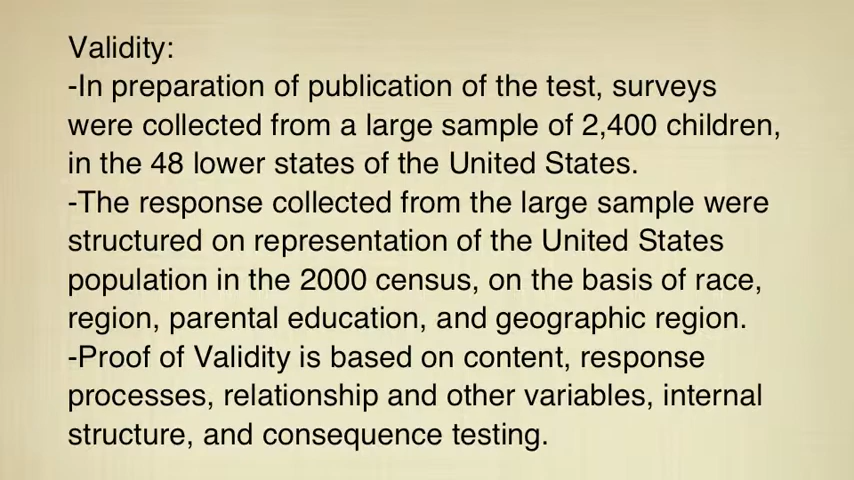 Validity:
-In preparation of publication of the test, surveys
were collected from a large sample of 2,400 children,
in the 48 lower states of the United States.
-The response collected from the large sample were
structured on representation of the United States
population in the 2000 census, on the basis of race,
region, parental education, and geographic region.
-Proof of Validity is based on content, response
processes, relationship and other variables, internal
structure, and consequence testing.